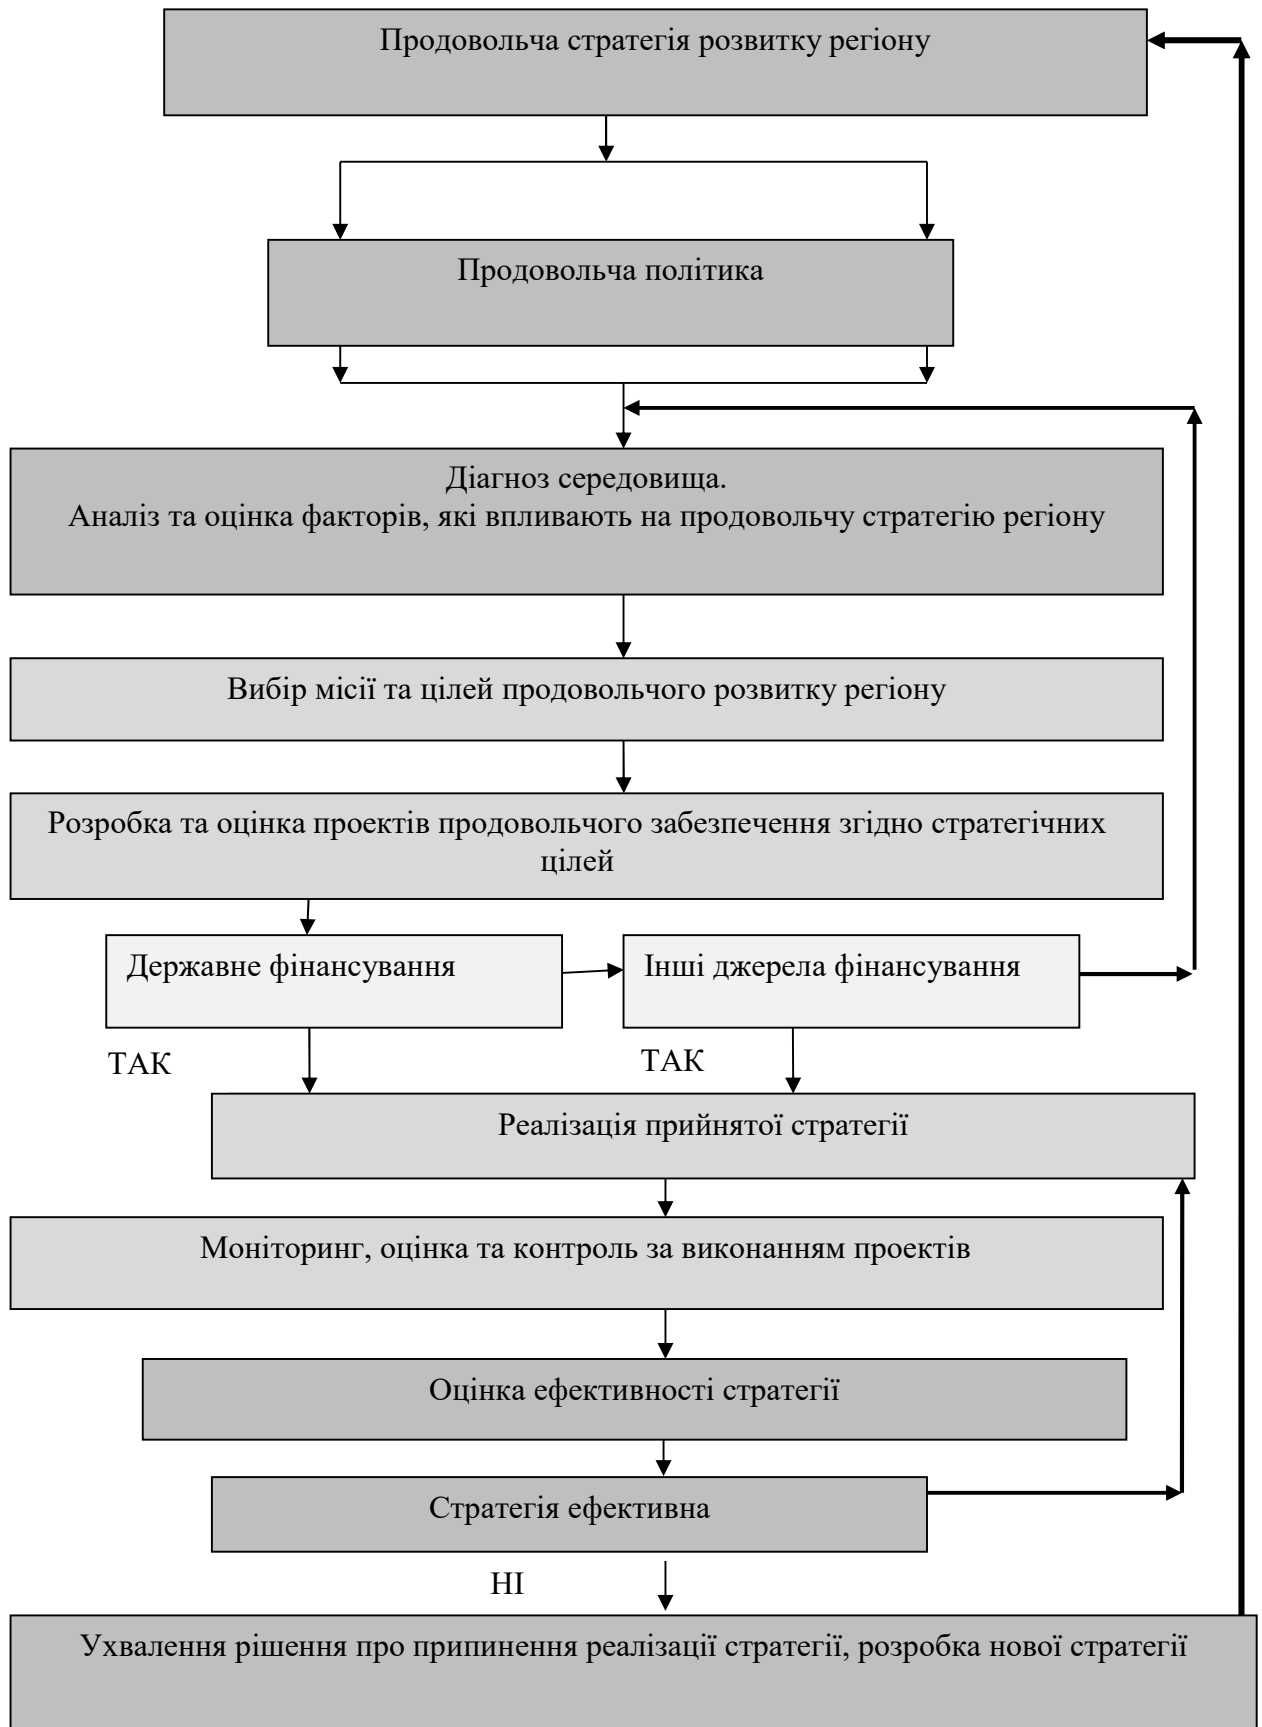 Продовольча стратегія розвитку регіону
Продовольча політика
Діагноз середовища.
Аналіз та оцінка факторів, які впливають на продовольчу стратегію регіону
Вибір місії та цілей продовольчого розвитку регіону
Розробка та оцінка проектів продовольчого забезпечення згідно стратегічних
цілей
Державне фінансування
Інші джерела фінансування
ТАК
ТАК
Реалізація прийнятої стратегії
Моніторинг, оцінка та контроль за виконанням проектів
Оцінка ефективності стратегії
Стратегія ефективна
НІ
Ухвалення рішення про припинення реалізації стратегії, розробка нової стратегії